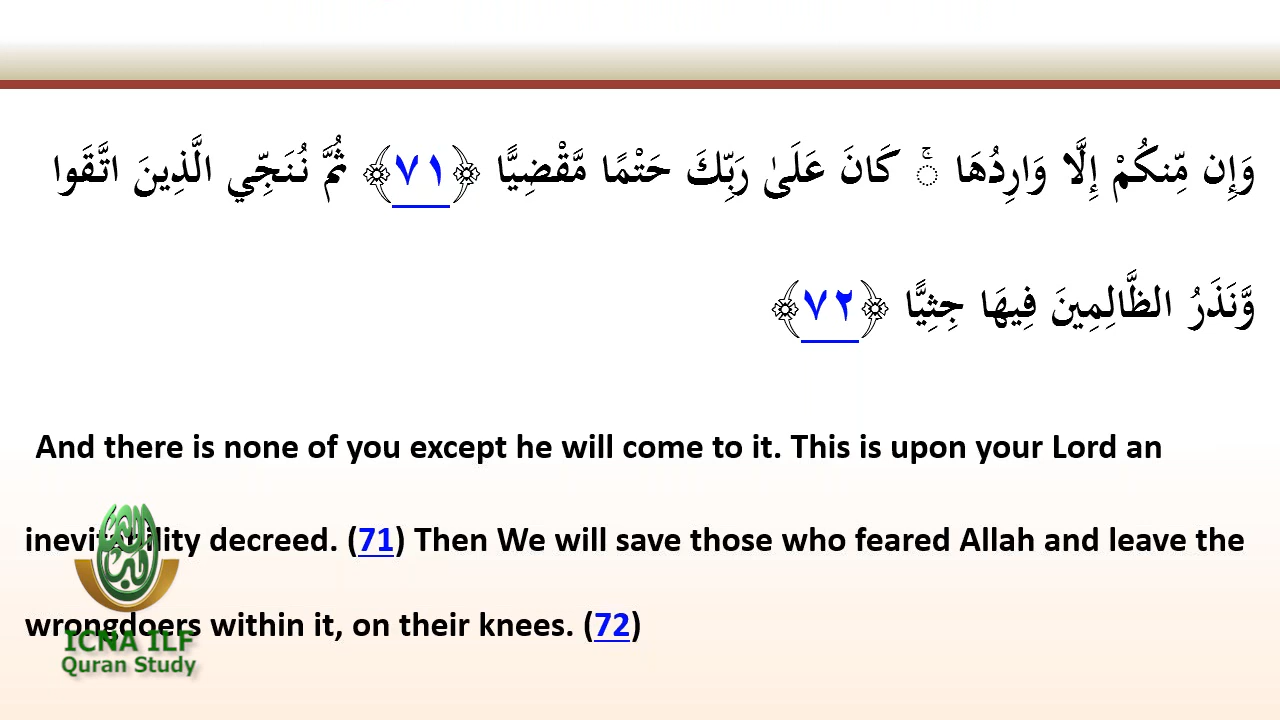 وَإِن مِّنكُمْ إِلَّا وَارِدُهَا ۚ كَانَ عَلَىٰ رَبِّكَ حَتْمًا مَّقْضِيًّا ﴿٧١﴾ ثُمَّ نُنَجِّي الَّذِينَ اتَّقَوا
وَّنَذَرُ الظَّالِمِينَ فِيهَا جِثِيًّا ﴿٧٢﴾
And there is none of you except he will come to it. This is upon your Lord an
inevitability decreed. (71) Then We will save those who feared Allah and leave the
wrongdoers within it, on their knees. (72)
ICNA ILF
Quran Study